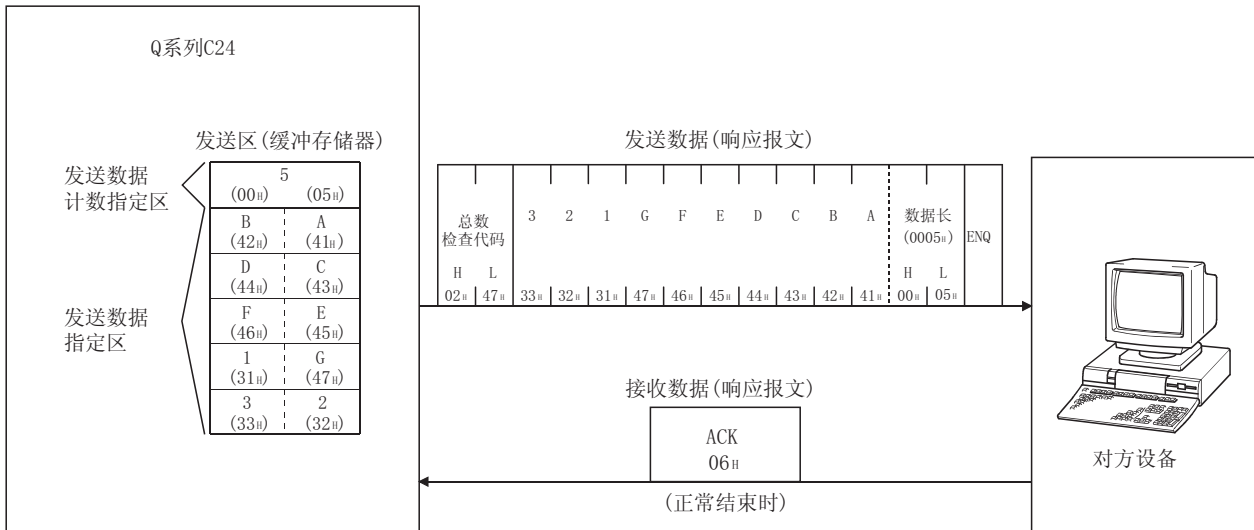 Q系列C24
发送区(缓冲存储器)
发送数据
计数指定区
5
(00H) (05H)
B A
(42H) (41H)
D C
(44H) (43H)
F E
(46H) (45H)
1 G
(31H) (47H)
3 2
(33H) (32H)
发送数据
指定区
发送数据(响应报文)
总数
检查代码
3 2 1 G F E D C B A
数据长
(0005H)
ENQ
H L H L
02H 47H 33H 32H 31H 47H 46H 45H 44H 43H 42H 41H 00H 05H
接收数据(响应报文)
ACK
06H
(正常结束时)
对方设备